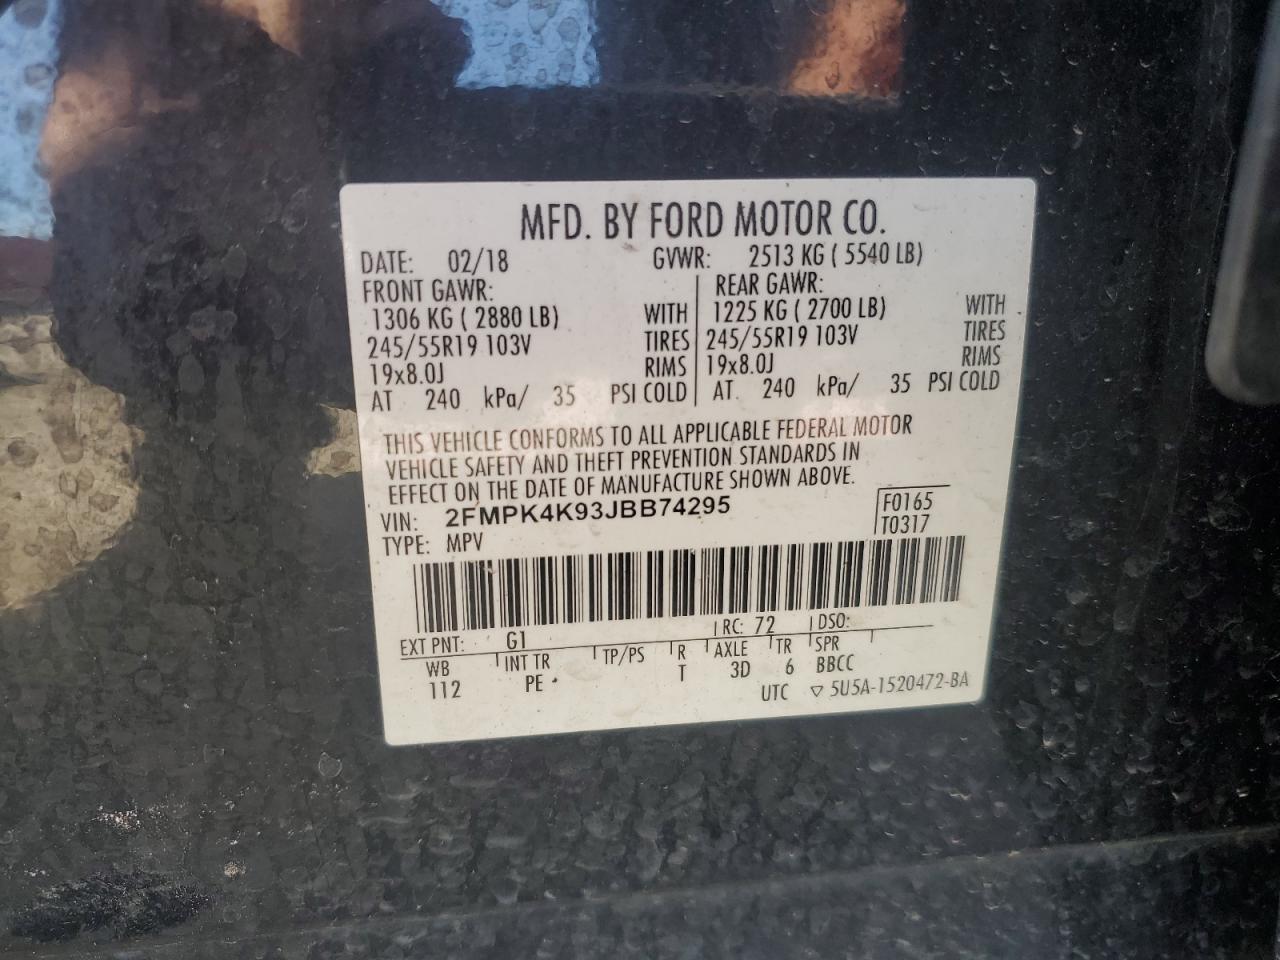 MFD. BY FORD MOTOR CO.
DATE: 02/18 GVWR: 2513 KG ( 5540 LB)
FRONT GAWR: REAR GAWR:
1306 KG ( 2880 LB) WITH 1225 KG ( 2700 LB) WITH
245/55R19 103V TIRES 245/55R19 103V TIRES
19x8.0J RIMS 19x8.0J RIMS
AT 240 kPa/ 35 PSI COLD AT 240 kPa/ 35 PSI COLD
THIS VEHICLE CONFORMS TO ALL APPLICABLE FEDERAL MOTOR
VEHICLE SAFETY AND THEFT PREVENTION STANDARDS IN
EFFECT ON THE DATE OF MANUFACTURE SHOWN ABOVE.
VIN: 2FMPK4K93JBB74295 F0165
TYPE: MPV T0317
EXT PNT: G1 RC: 72 DSO:
WB INT TR TP/PS R AXLE TR SPR
112 PE T 3D 6 BBCC
UTC ▽ 5U5A-1520472-BA